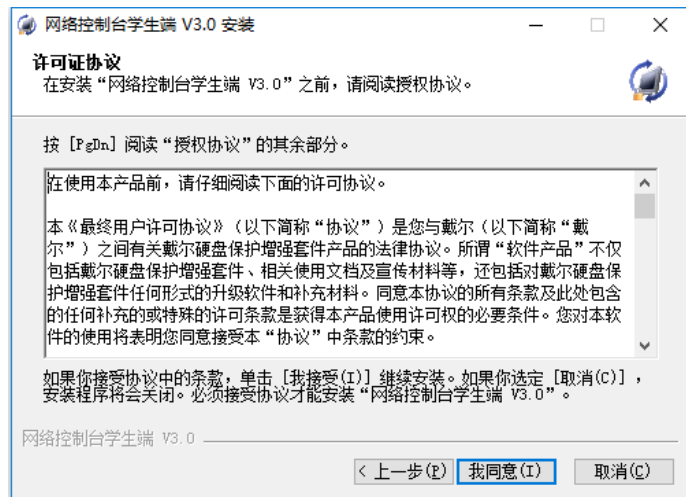 网络控制台学生端 V3.0 安装
许可证协议
在安装“网络控制台学生端 V3.0”之前，请阅读授权协议。
按 [PgDn] 阅读“授权协议”的其余部分。
在使用本产品前，请仔细阅读下面的许可协议。
本《最终用户许可协议》（以下简称“协议”）是您与戴尔（以下简称“戴
尔”）之间有关戴尔硬盘保护增强套件产品的法律协议。所谓“软件产品”不仅
包括戴尔硬盘保护增强套件、相关使用文档及宣传材料等，还包括对戴尔硬盘保
护增强套件任何形式的升级软件和补充材料。同意本协议的所有条款及此处包含
的任何补充的或特殊的许可条款是获得本产品使用许可权的必要条件。您对本软
件的使用将表明您同意接受本“协议”中条款的约束。
如果你接受协议中的条款，单击 [我接受(I)] 继续安装。如果你选定 [取消(C)] ，
安装程序将会关闭。必须接受协议才能安装“网络控制台学生端 V3.0”。
网络控制台学生端 V3.0
< 上一步(P) 我同意(I) 取消(C)